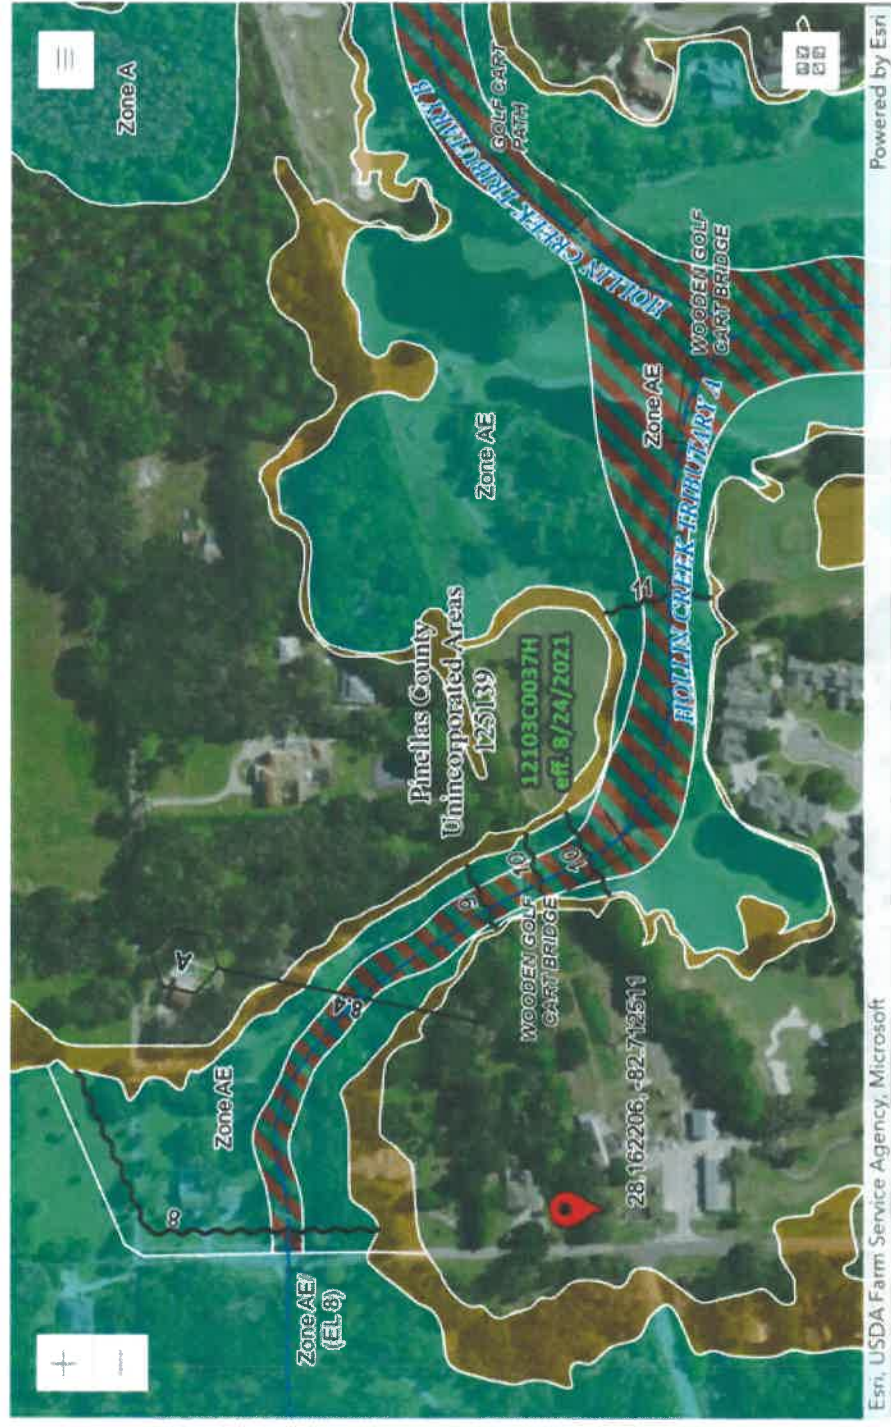 Zone A
HOLLIN CREEK-TRIBUTARY B
GOLF CART
PATH
Zone AE
WOODEN GOLF
CART BRIDGE
Zone AE
HOLLIN CREEK-TRIBUTARY A
11
Pinellas County
Unincorporated Areas
125139
12103C0037H
eff. 8/24/2021
9
10
10
WOODEN GOLF
CART BRIDGE
A
8.4
Zone AE
8
Zone AE
(EL 8)
28.162206, -82.712511
Esri, USDA Farm Service Agency, Microsoft
Powered by Esri